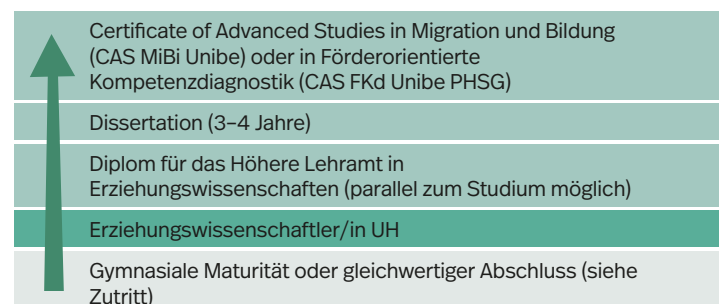 Certificate of Advanced Studies in Migration und Bildung
(CAS MiBi Unibe) oder in Förderorientierte
Kompetenzdiagnostik (CAS FKd Unibe PHSG)
Dissertation (3–4 Jahre)
Diplom für das Höhere Lehramt in
Erziehungswissenschaften (parallel zum Studium möglich)
Erziehungswissenschaftler/in UH
Gymnasiale Maturität oder gleichwertiger Abschluss (siehe
Zutritt)